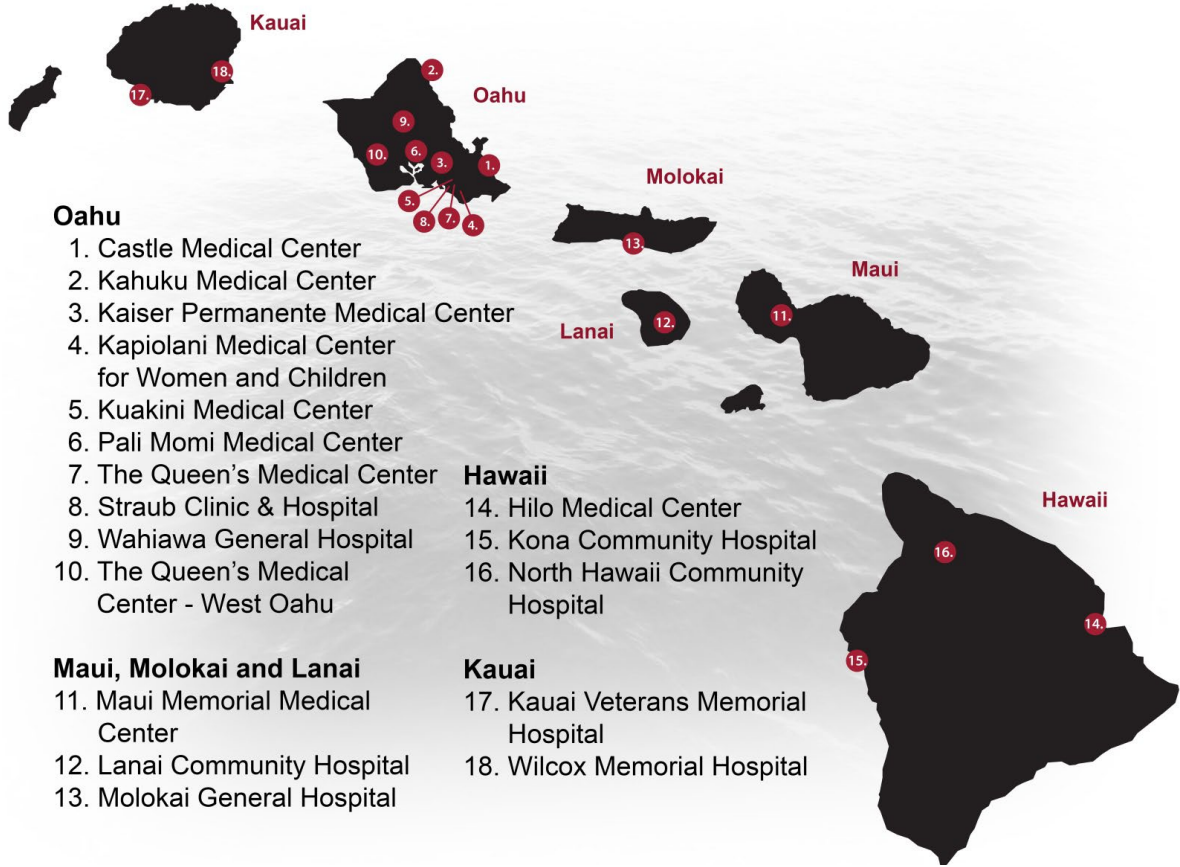 Kauai
18.
17.
2.
Oahu
9.
6.
10.
3.
1.
5.
8.
7.
4.
Molokai
13.
Maui
Lanai
12.
11.
Hawaii
16.
14.
15.
Oahu
1. Castle Medical Center
2. Kahuku Medical Center
3. Kaiser Permanente Medical Center
4. Kapiolani Medical Center
for Women and Children
5. Kuakini Medical Center
6. Pali Momi Medical Center
7. The Queen's Medical Center
8. Straub Clinic & Hospital
9. Wahiawa General Hospital
10. The Queen's Medical
Center - West Oahu
Maui, Molokai and Lanai
11. Maui Memorial Medical
Center
12. Lanai Community Hospital
13. Molokai General Hospital
Hawaii
14. Hilo Medical Center
15. Kona Community Hospital
16. North Hawaii Community
Hospital
Kauai
17. Kauai Veterans Memorial
Hospital
18. Wilcox Memorial Hospital